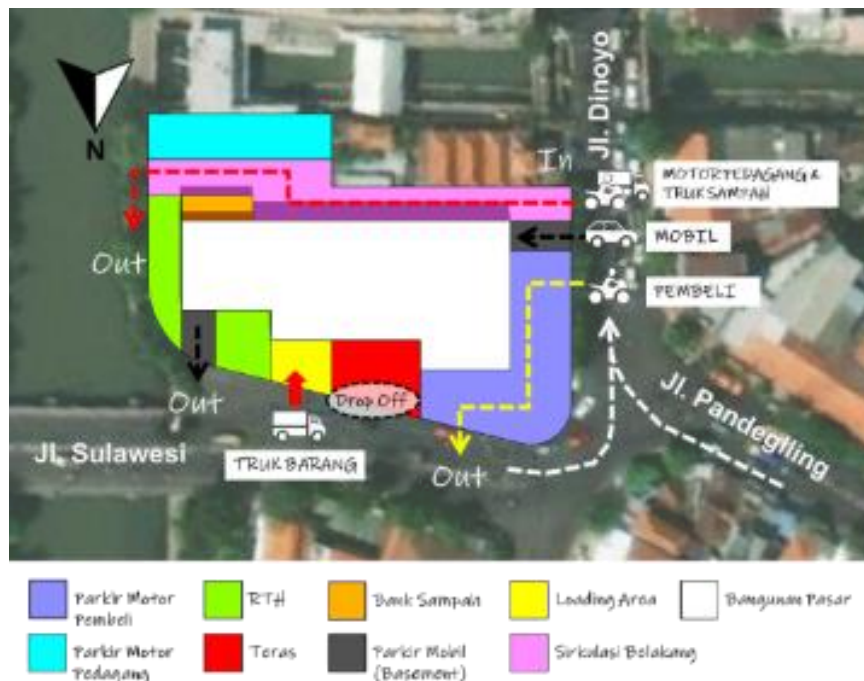 N
Jl. Dinoyo
In
MOTOR PEDAGANG &
TRUK SAMPAH
MOBIL
PEMBELI
Out
Out
Drop Off
Jl. Pandegiling
Jl. Sulawesi
TRUK BARANG
Out
Parkir Motor
Pembeli
RTH
Bank Sampah
Loading Area
Bangunan Pasar
Parkir Motor
Pedagang
Teras
Parkir Mobil
(Basement)
Sirkulasi Belakang